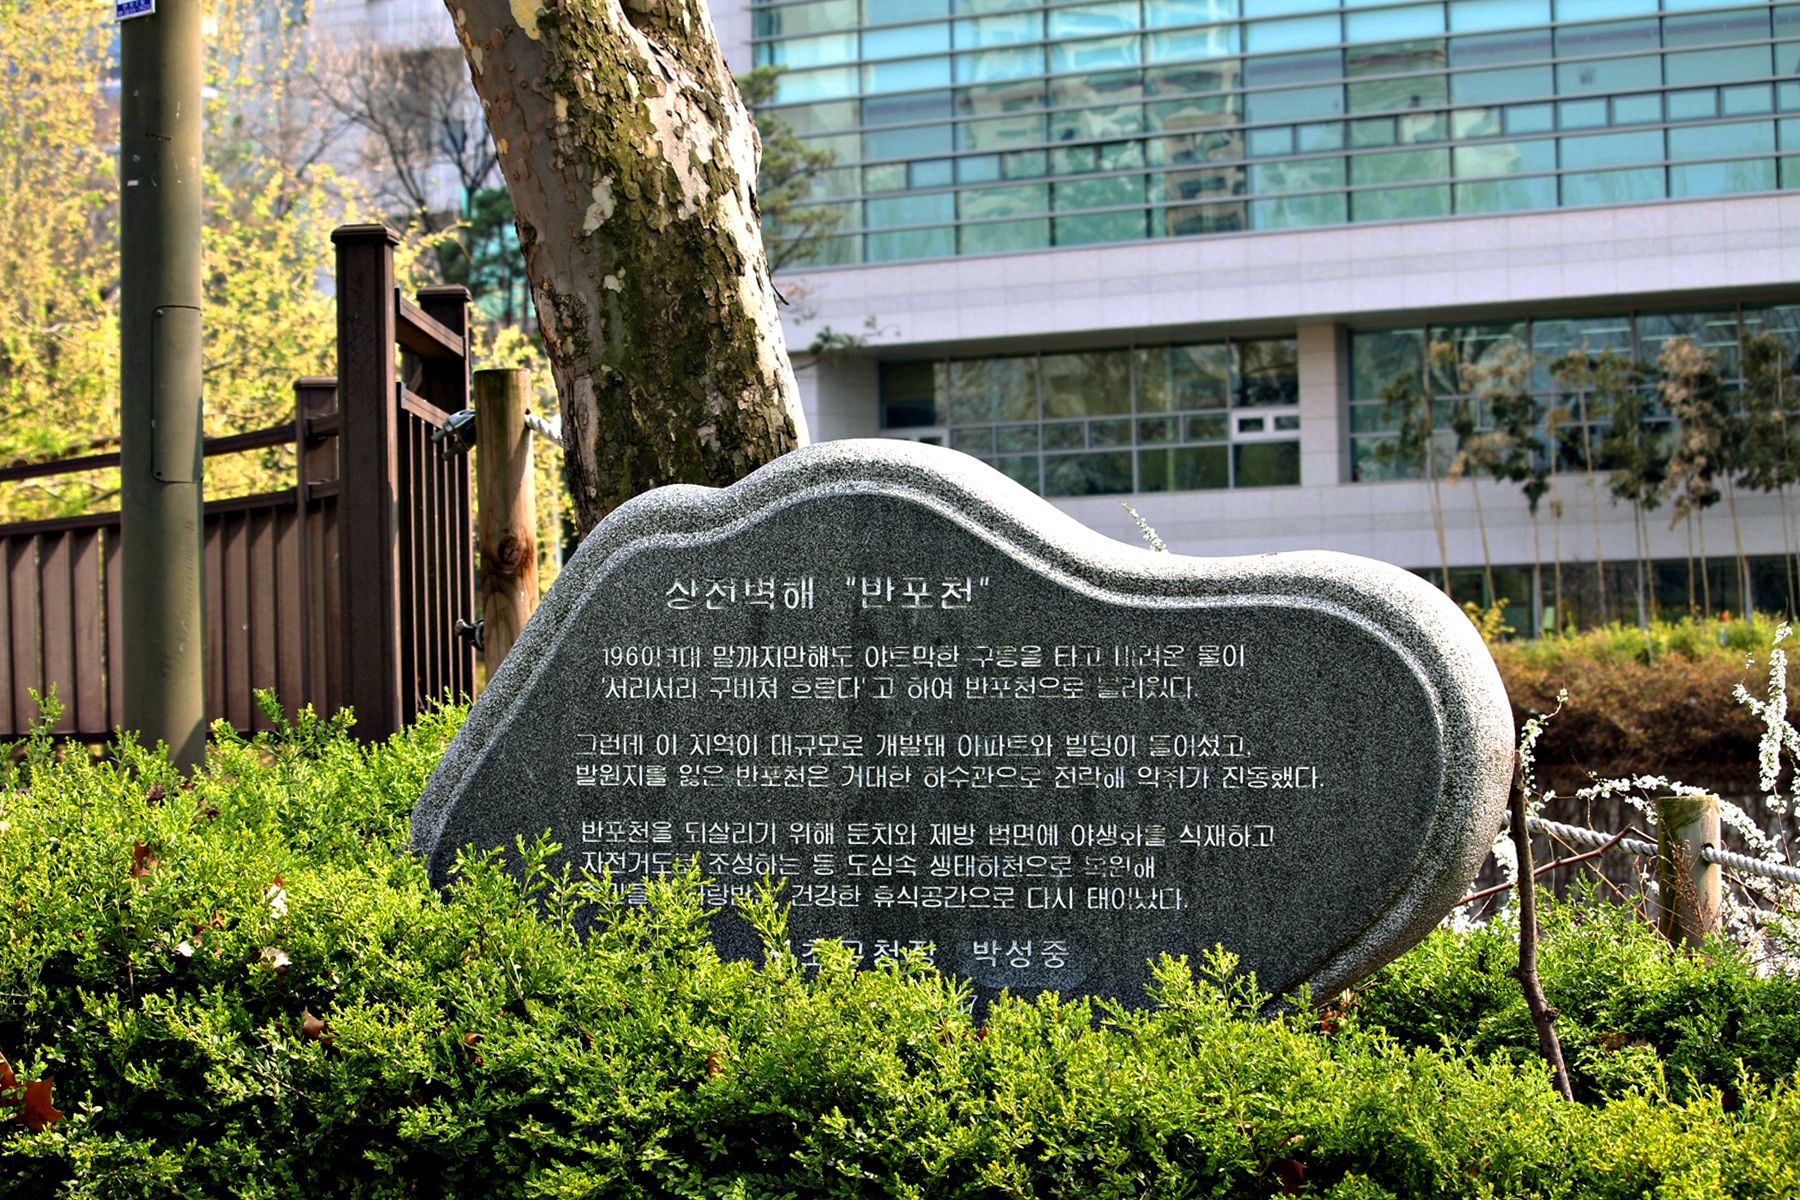 상전벽해 "반포천"
1960년대 말까지만해도 야트막한 구릉을 타고 내려온 물이
'서리서리 구비쳐 흐른다'고 하여 반포천으로 불리웠다.
그런데 이 지역이 대규모로 개발돼 아파트와 빌딩이 들어섰고,
발원지를 잃은 반포천은 거대한 하수관으로 전락해 악취가 진동했다.
반포천을 되살리기 위해 둔치와 제방 법면에 야생화를 식재하고
자전거도로를 조성하는 등 도심속 생태하천으로 복원해
건강한 휴식공간으로 다시 태어났다.
서초구청장 박성중